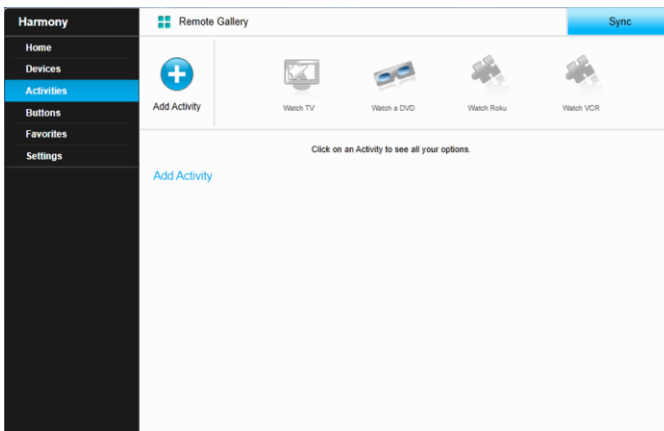 Harmony
Remote Gallery
Sync
Home
Devices
Activities
Buttons
Favorites
Settings
Add Activity
Watch TV
Watch a DVD
Watch Roku
Watch VCR
Click on an Activity to see all your options.
Add Activity